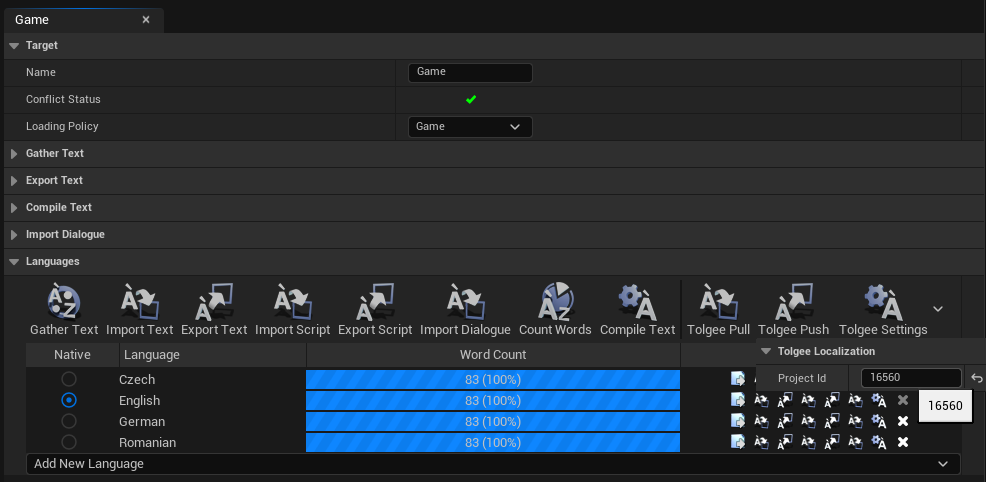 Game
Target
Name Game
Conflict Status
Loading Policy Game
Gather Text
Export Text
Compile Text
Import Dialogue
Languages
Gather Text Import Text Export Text Import Script Export Script Import Dialogue Count Words Compile Text Tolgee Pull Tolgee Push Tolgee Settings
Native Language Word Count Tolgee Localization
Czech 83 (100%) Project Id 16560
English 83 (100%) 16560
German 83 (100%)
Romanian 83 (100%)
Add New Language